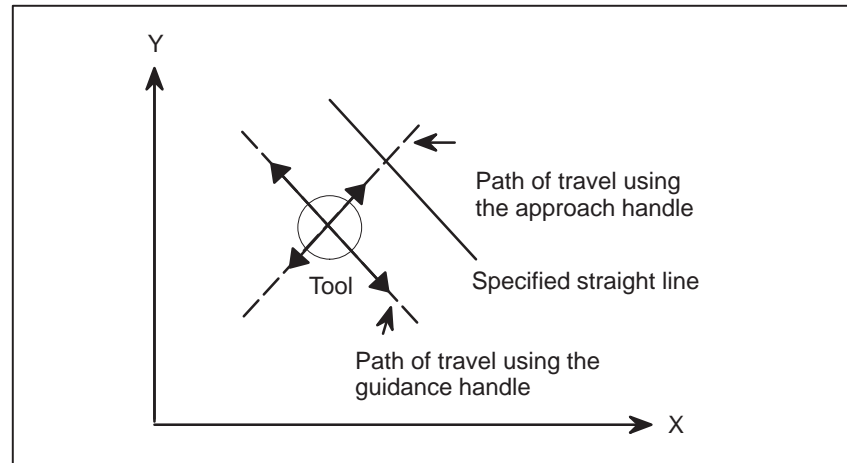 Y
Path of travel using
the approach handle
Tool
Specified straight line
Path of travel using the
guidance handle
X